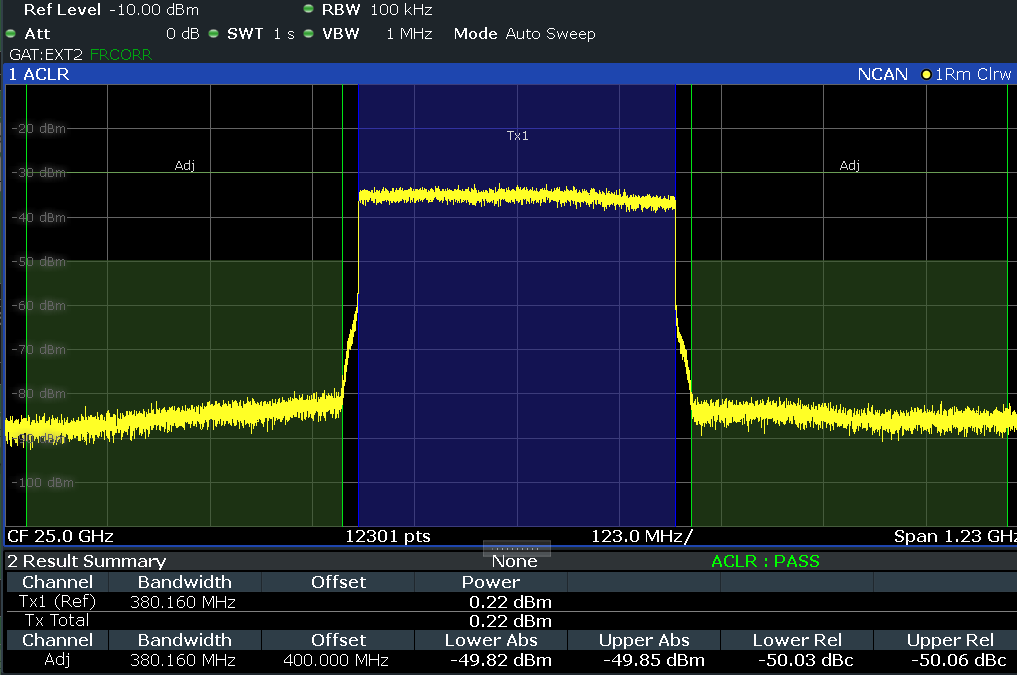 Ref Level -10.00 dBm RBW 100 kHz
Att 0 dB SWT 1 s VBW 1 MHz Mode Auto Sweep
GAT:EXT2 FRCORR
1 ACLR NCAN 1Rm Clrw
-20 dBm
Tx1
Adj Adj
-30 dBm
-40 dBm
-50 dBm
-60 dBm
-70 dBm
-80 dBm
-90 dBm
-100 dBm
CF 25.0 GHz 12301 pts 123.0 MHz/ Span 1.23 GHz
2 Result Summary None ACLR : PASS
Channel Bandwidth Offset Power
Tx1 (Ref) 380.160 MHz 0.22 dBm
Tx Total 0.22 dBm
Channel Bandwidth Offset Lower Abs Upper Abs Lower Rel Upper Rel
Adj 380.160 MHz 400.000 MHz -49.82 dBm -49.85 dBm -50.03 dBc -50.06 dBc